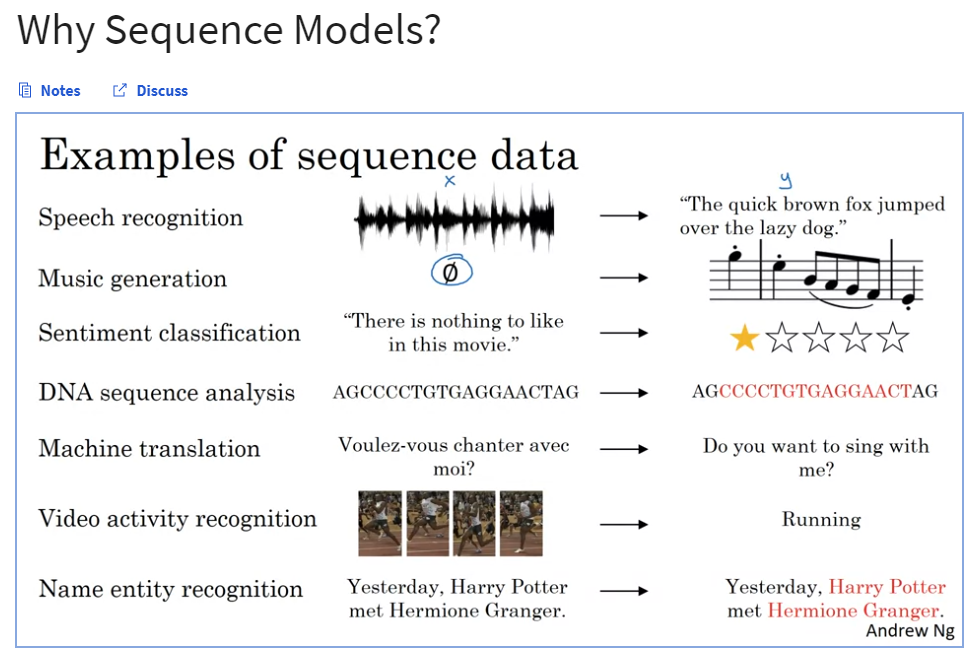 Why Sequence Models?
Notes
Discuss
Examples of sequence data
x
y
Speech recognition
“The quick brown fox jumped
over the lazy dog.”
Music generation
∅
Sentiment classification
“There is nothing to like
in this movie.”
DNA sequence analysis
AGCCCCTGTGAGGAACTAG
AGCCCCTGTGAGGAACTAG
Machine translation
Voulez-vous chanter avec
moi?
Do you want to sing with
me?
Video activity recognition
Running
Name entity recognition
Yesterday, Harry Potter
met Hermione Granger.
Yesterday, Harry Potter
met Hermione Granger.
Andrew Ng